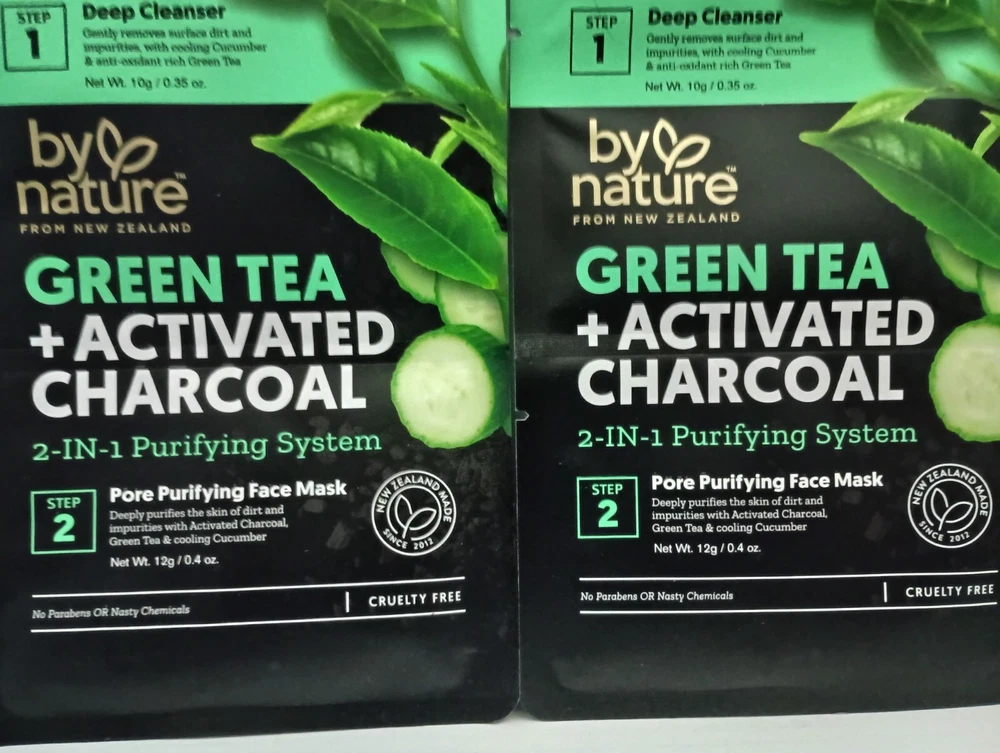 STEP
1
Deep Cleanser
Gently removes surface dirt and
impurities, with cooling Cucumber
& anti-oxidant rich Green Tea
Net Wt. 10g / 0.35 oz.
by
nature™
FROM NEW ZEALAND
GREEN TEA
+ ACTIVATED
CHARCOAL
2-IN-1 Purifying System
STEP
2
Pore Purifying Face Mask
Deeply purifies the skin of dirt and
impurities with Activated Charcoal,
Green Tea & cooling Cucumber
Net Wt. 12g / 0.4 oz.
NEW ZEALAND MADE
SINCE 2012
No Parabens OR Nasty Chemicals
CRUELTY FREE
STEP
1
Deep Cleanser
Gently removes surface dirt and
impurities, with cooling Cucumber
& anti-oxidant rich Green Tea
Net Wt. 10g / 0.35 oz.
by
nature™
FROM NEW ZEALAND
GREEN TEA
+ ACTIVATED
CHARCOAL
2-IN-1 Purifying System
STEP
2
Pore Purifying Face Mask
Deeply purifies the skin of dirt and
impurities with Activated Charcoal,
Green Tea & cooling Cucumber
Net Wt. 12g / 0.4 oz.
NEW ZEALAND MADE
SINCE 2012
No Parabens OR Nasty Chemicals
CRUELTY FREE